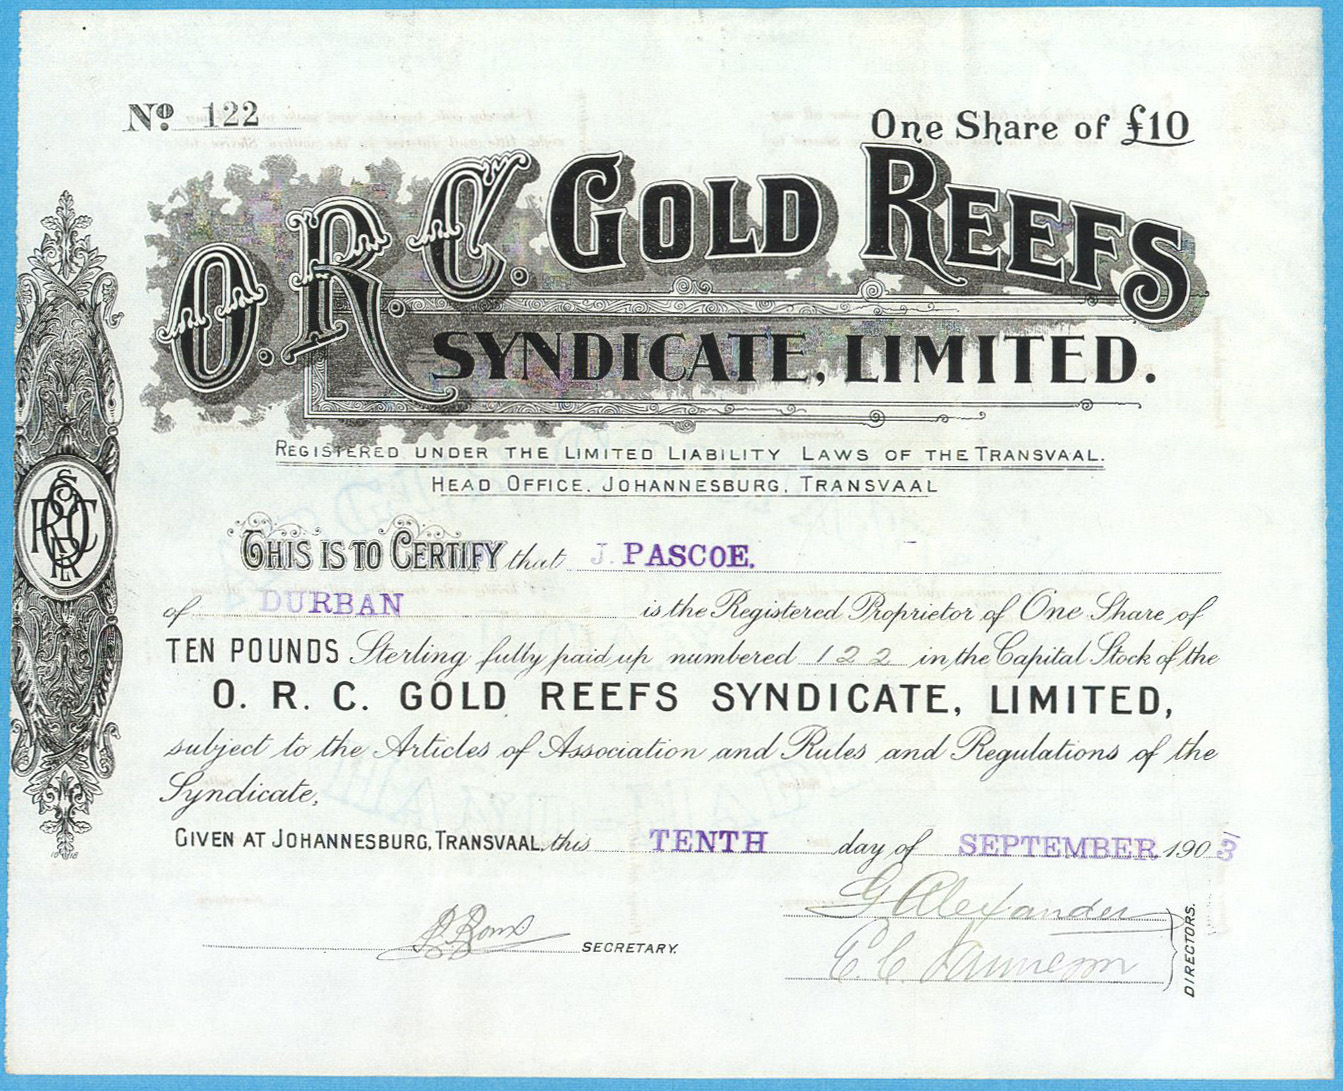 No. 122
One Share of £10
O.R.C. GOLD REEFS
SYNDICATE, LIMITED.
REGISTERED UNDER THE LIMITED LIABILITY LAWS OF THE TRANSVAAL.
HEAD OFFICE. JOHANNESBURG, TRANSVAAL
THIS IS TO CERTIFY that J. PASCOE.
of DURBAN is the Registered Proprietor of One Share of
TEN POUNDS Sterling fully paid up numbered 122 in the Capital Stock of the
O. R. C. GOLD REEFS SYNDICATE, LIMITED,
subject to the Articles of Association and Rules and Regulations of the
Syndicate,
GIVEN AT JOHANNESBURG, TRANSVAAL, this TENTH day of SEPTEMBER 1903
G Alexander
SECRETARY.
DIRECTORS.